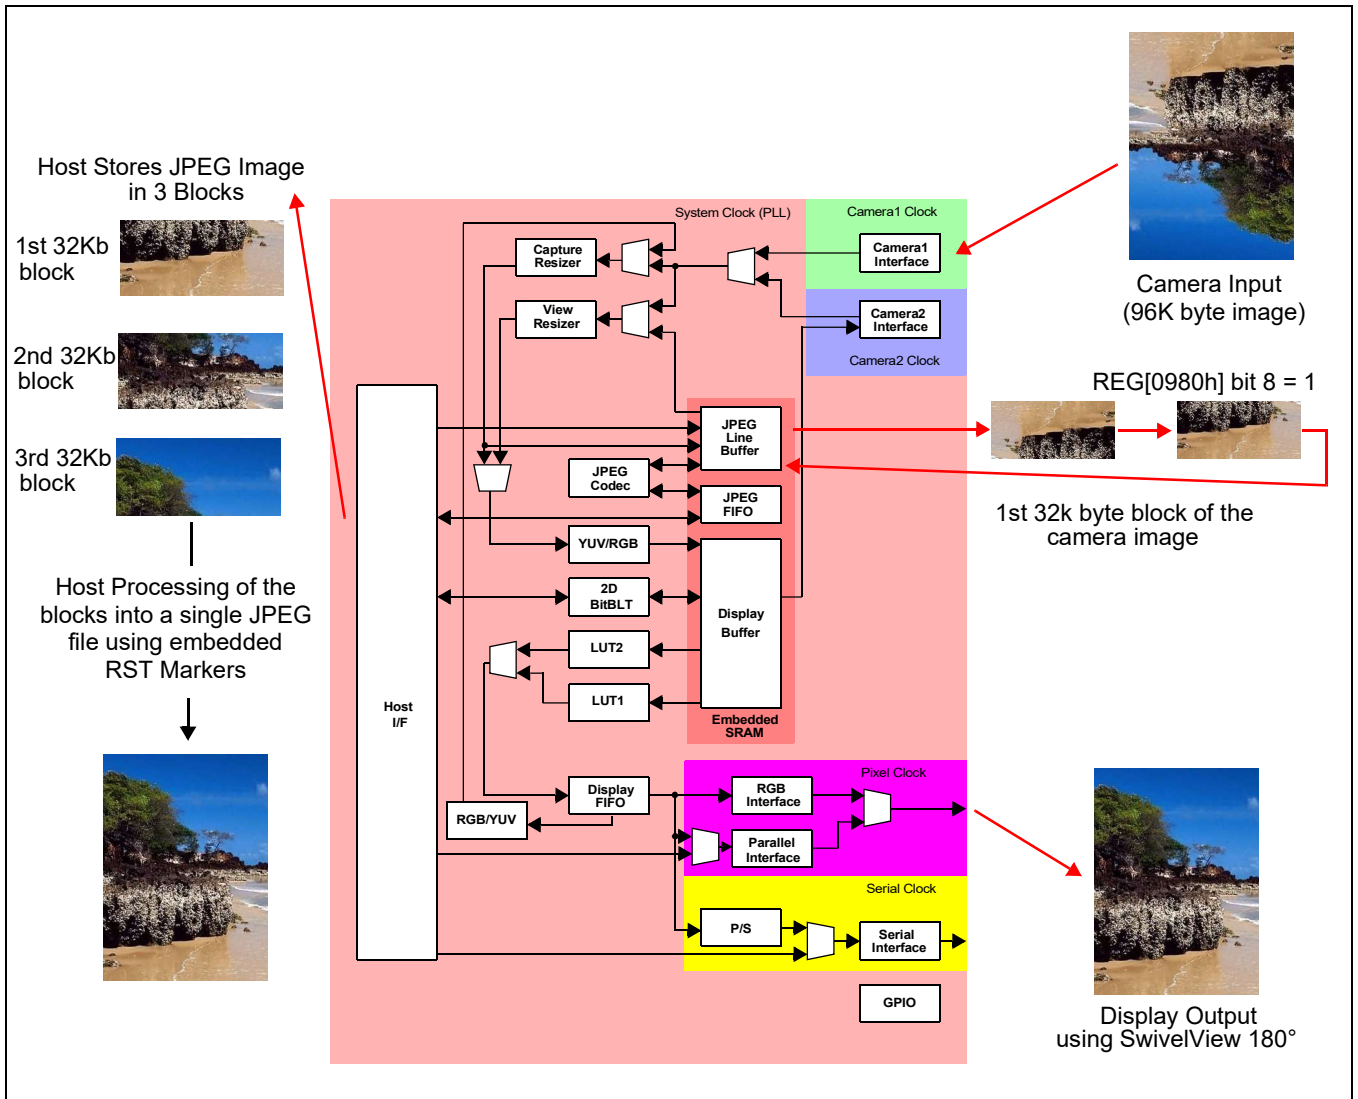 Host Stores JPEG Image
in 3 Blocks
1st 32Kb
block
2nd 32Kb
block
3rd 32Kb
block
Host Processing of the
blocks into a single JPEG
file using embedded
RST Markers
System Clock (PLL)
Camera1 Clock
Camera1
Interface
Camera2
Interface
Camera2 Clock
Capture
Resizer
View
Resizer
JPEG
Line
Buffer
JPEG
Codec
JPEG
FIFO
YUV/RGB
2D
BitBLT
Display
Buffer
LUT2
LUT1
Embedded
SRAM
Host
I/F
Display
FIFO
RGB/YUV
Pixel Clock
RGB
Interface
Parallel
Interface
Serial Clock
P/S
Serial
Interface
GPIO
Camera Input
(96K byte image)
REG[0980h] bit 8 = 1
1st 32k byte block of the
camera image
Display Output
using SwivelView 180°